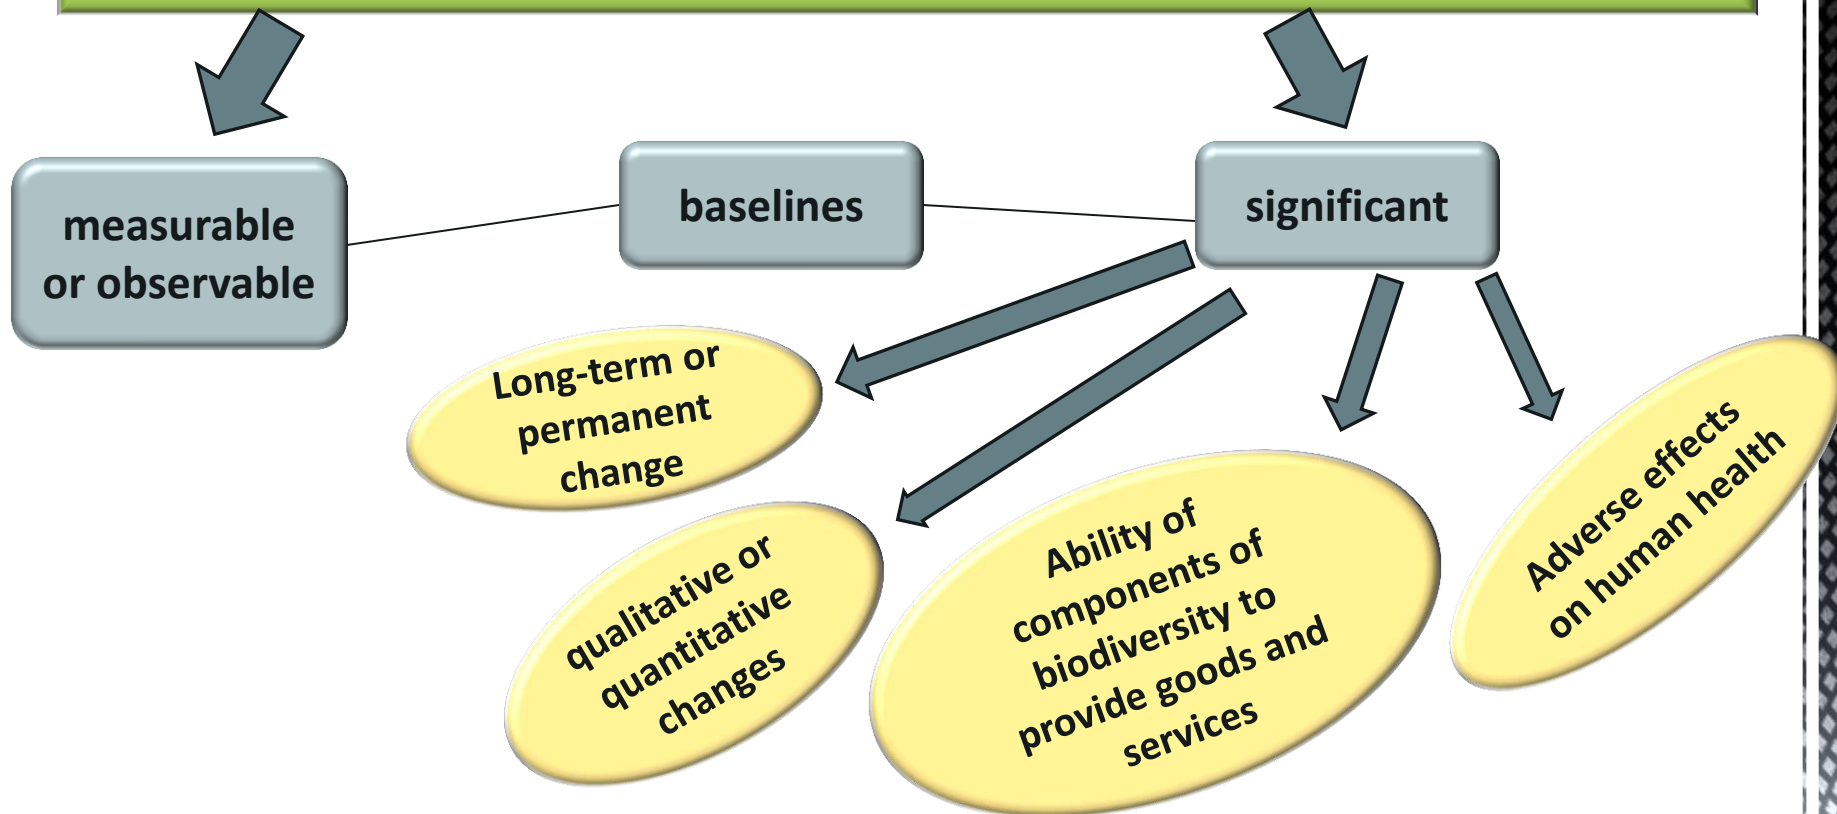 measurable
or observable
baselines
significant
Long-term or
permanent
change
qualitative or
quantitative
changes
Ability of
components of
biodiversity to
provide goods and
services
Adverse effects
on human health